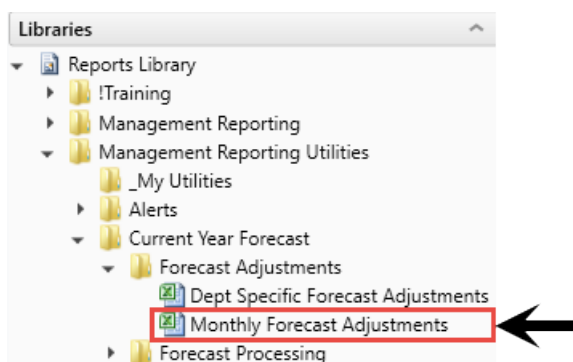 Libraries
Reports Library
!Training
Management Reporting
Management Reporting Utilities
_My Utilities
Alerts
Current Year Forecast
Forecast Adjustments
Dept Specific Forecast Adjustments
Monthly Forecast Adjustments
Forecast Processing